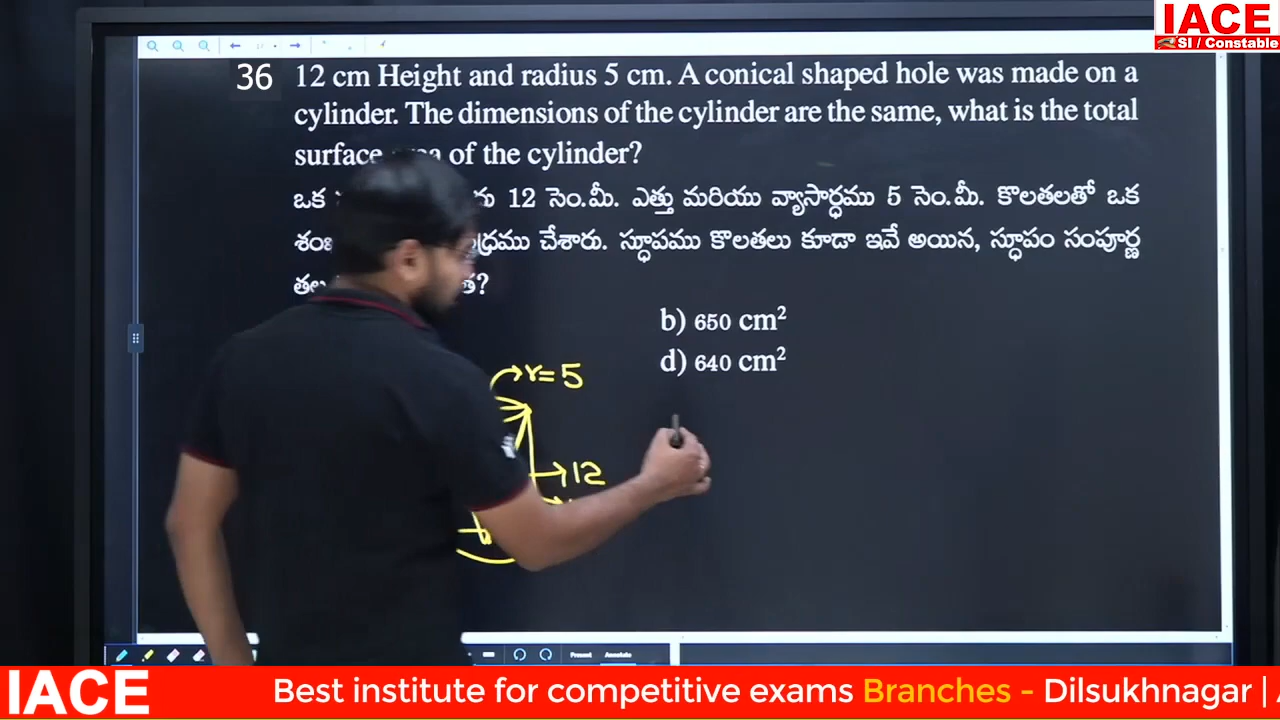 IACE
SI / Constable
36 12 cm Height and radius 5 cm. A conical shaped hole was made on a
cylinder. The dimensions of the cylinder are the same, what is the total
surface of the cylinder?
ఒక 12 సెం.మీ. ఎత్తు మరియు వ్యాసార్ధము 5 సెం.మీ. కొలతలతో ఒక
చేశారు. స్థూపము కొలతలు కూడా ఇవే అయిన, స్థూపం సంపూర్ణ
b) 650 cm²
d) 640 cm²
r=5
12
Present Annotate
IACE Best institute for competitive exams Branches - Dilsukhnagar |